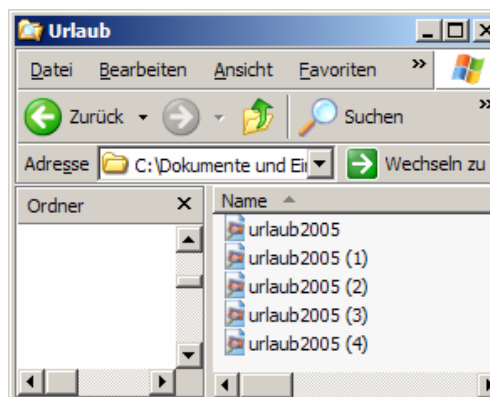 Urlaub
Datei Bearbeiten Ansicht Favoriten »
Zurück Suchen »
Adresse C:\Dokumente und Ei Wechseln zu
Ordner Name
urlaub2005
urlaub2005 (1)
urlaub2005 (2)
urlaub2005 (3)
urlaub2005 (4)